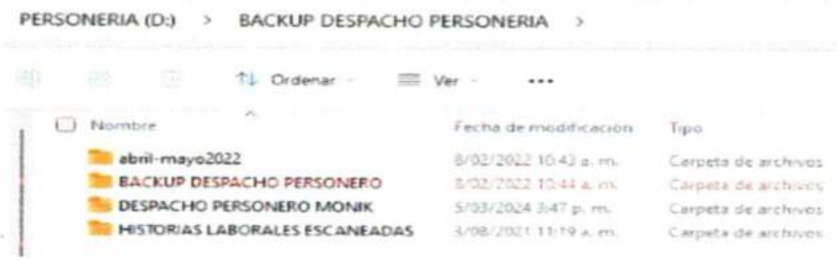 PERSONERIA (D:) > BACKUP DESPACHO PERSONERIA >
Ordenar Ver ...
Nombre Fecha de modificación Tipo
abril-mayo2022 8/02/2022 10:43 a. m. Carpeta de archivos
BACKUP DESPACHO PERSONERO 8/02/2022 10:44 a. m. Carpeta de archivos
DESPACHO PERSONERO MONIK 5/03/2024 3:47 p. m. Carpeta de archivos
HISTORIAS LABORALES ESCANEADAS 3/08/2021 11:19 a. m. Carpeta de archivos